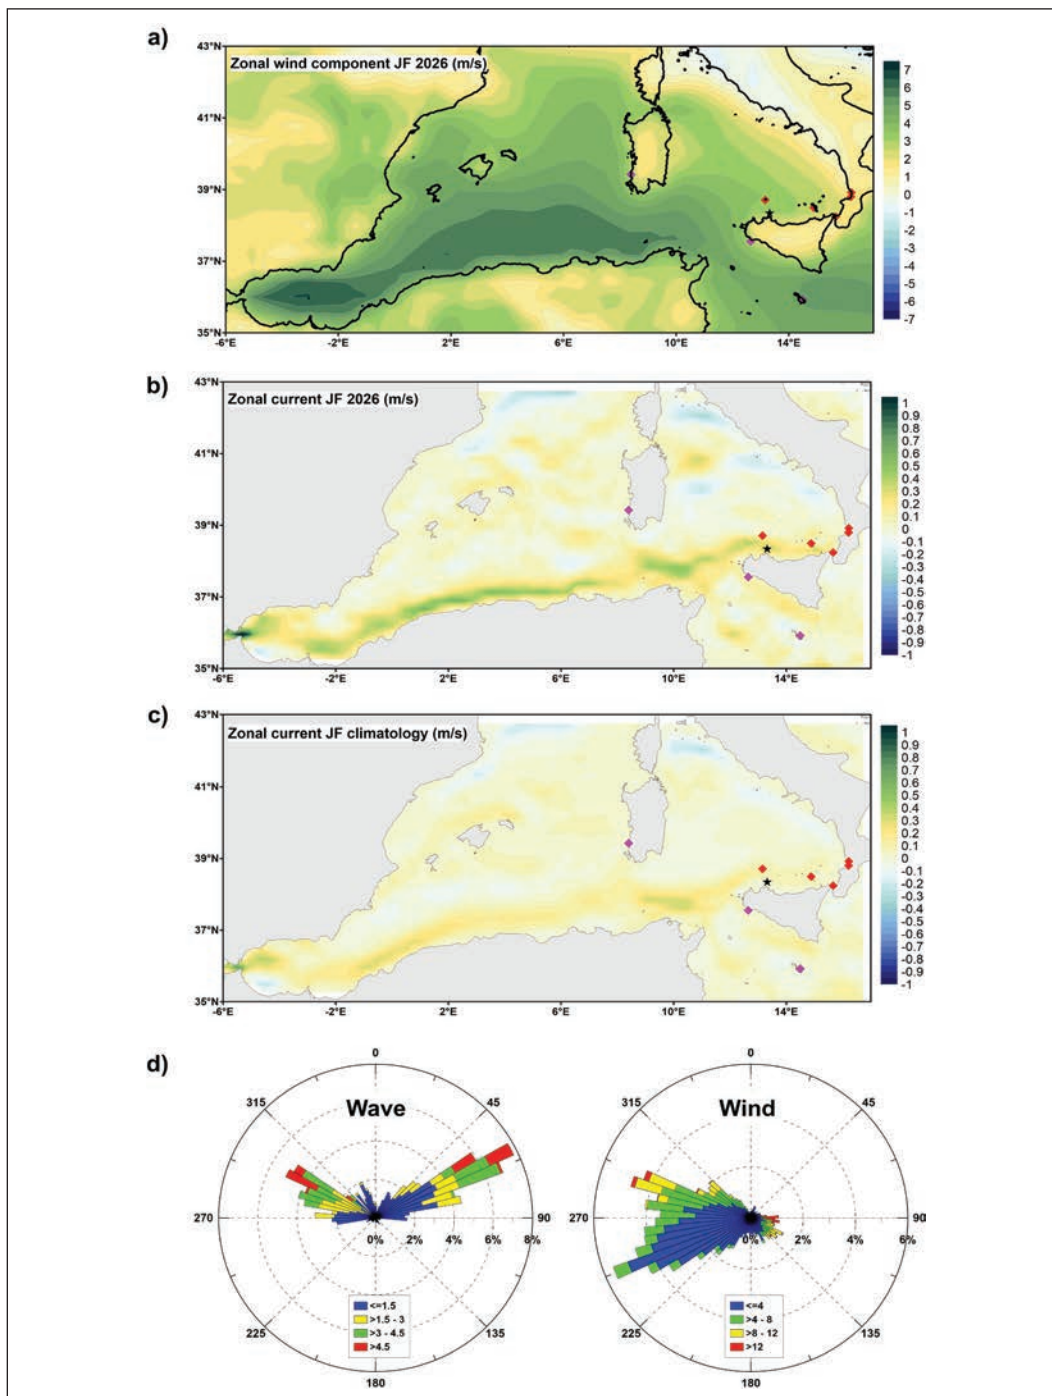 a)
Zonal wind component JF 2026 (m/s)
43°N
41°N
39°N
37°N
35°N
-6°E
-2°E
2°E
6°E
10°E
14°E
7
6
5
4
3
2
1
0
-1
-2
-3
-4
-5
-6
-7
b)
Zonal current JF 2026 (m/s)
43°N
41°N
39°N
37°N
35°N
-6°E
-2°E
2°E
6°E
10°E
14°E
1
0.9
0.8
0.7
0.6
0.5
0.4
0.3
0.2
0.1
0
-0.1
-0.2
-0.3
-0.4
-0.5
-0.6
-0.7
-0.8
-0.9
-1
c)
Zonal current JF climatology (m/s)
43°N
41°N
39°N
37°N
35°N
-6°E
-2°E
2°E
6°E
10°E
14°E
1
0.9
0.8
0.7
0.6
0.5
0.4
0.3
0.2
0.1
0
-0.1
-0.2
-0.3
-0.4
-0.5
-0.6
-0.7
-0.8
-0.9
-1
d)
Wave
0
45
90
135
180
225
270
315
0%
2%
4%
6%
8%
<=1.5
>1.5 - 3
>3 - 4.5
>4.5
Wind
0
45
90
135
180
225
270
315
0%
2%
4%
6%
<=4
>4 - 8
>8 - 12
>12